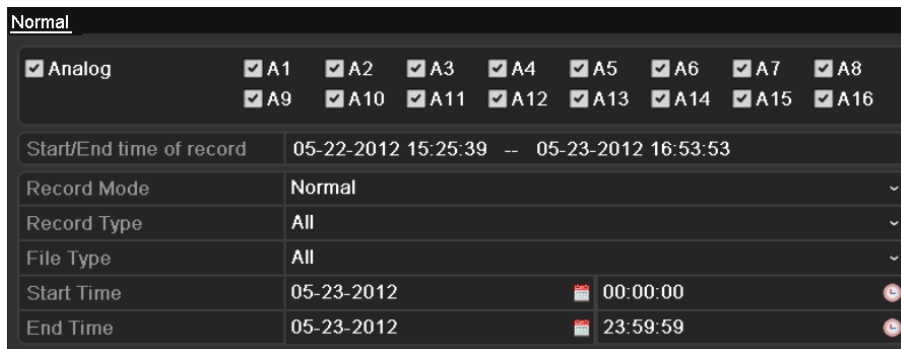 Normal
Analog A1 A2 A3 A4 A5 A6 A7 A8
A9 A10 A11 A12 A13 A14 A15 A16
Start/End time of record 05-22-2012 15:25:39 -- 05-23-2012 16:53:53
Record Mode Normal
Record Type All
File Type All
Start Time 05-23-2012 00:00:00
End Time 05-23-2012 23:59:59